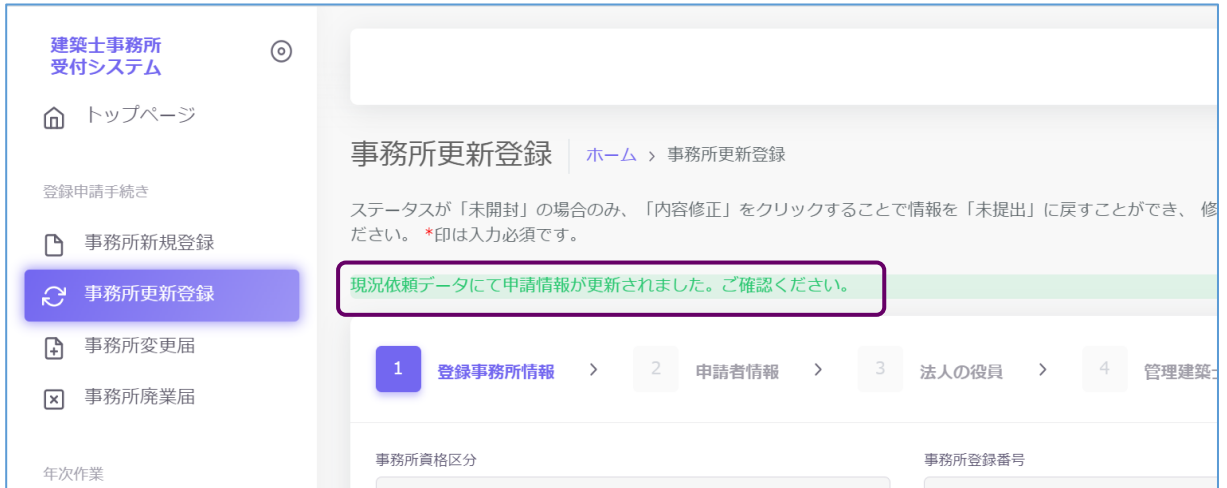 建築士事務所
受付システム
トップページ
登録申請手続き
事務所新規登録
事務所更新登録
事務所変更届
事務所廃業届
年次作業
事務所更新登録
ホーム > 事務所更新登録
ステータスが「未開封」の場合のみ、「内容修正」をクリックすることで情報を「未提出」に戻すことができ、 修
ださい。 *印は入力必須です。
現況依頼データにて申請情報が更新されました。ご確認ください。
1 登録事務所情報 > 2 申請者情報 > 3 法人の役員 > 4 管理建築
事務所資格区分
事務所登録番号